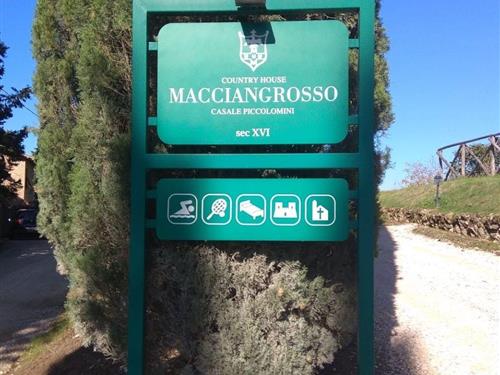 COUNTRY HOUSE
MACCIANGROSSO
CASALE PICCOLOMINI
sec XVI